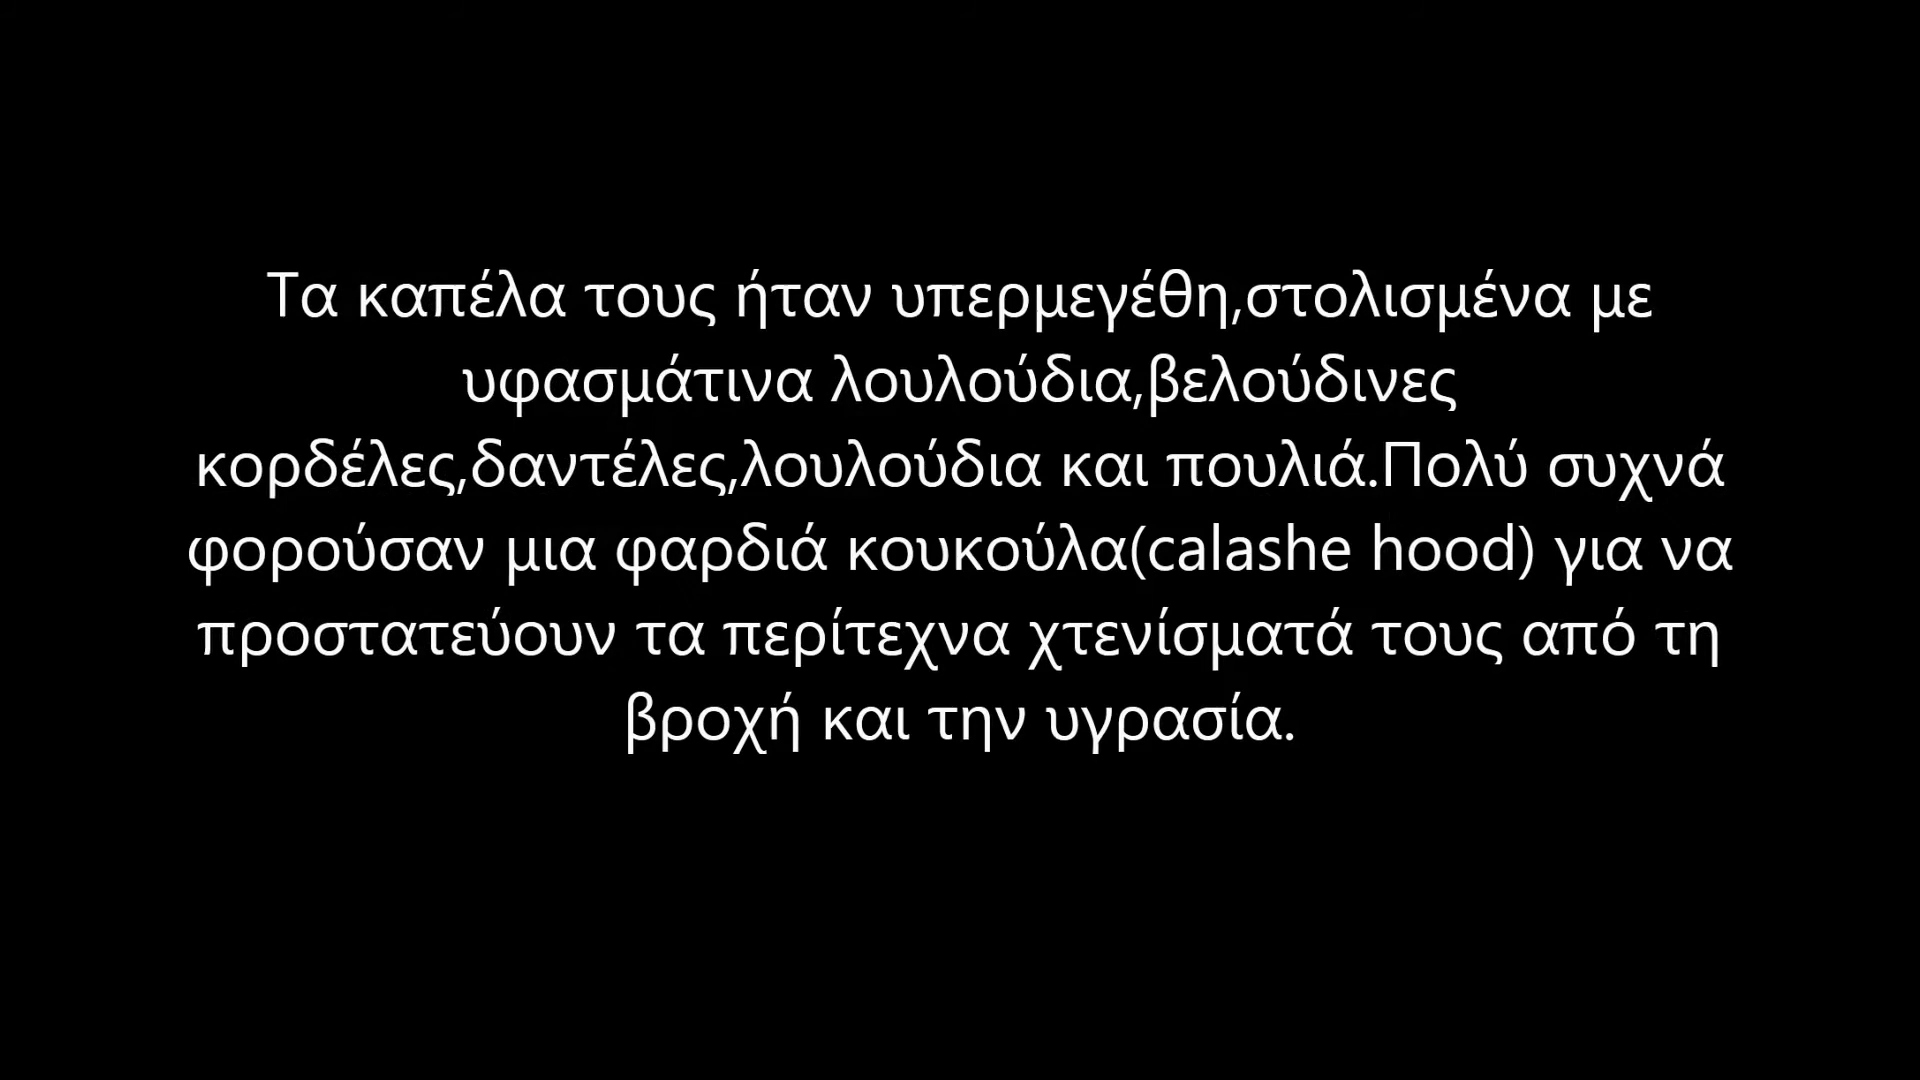 Τα καπέλα τους ήταν υπερμεγέθη,στολισμένα με
υφασμάτινα λουλούδια,βελούδινες
κορδέλες,δαντέλες,λουλούδια και πουλιά.Πολύ συχνά
φορούσαν μια φαρδιά κουκούλα(calashe hood) για να
προστατεύουν τα περίτεχνα χτενίσματά τους από τη
βροχή και την υγρασία.